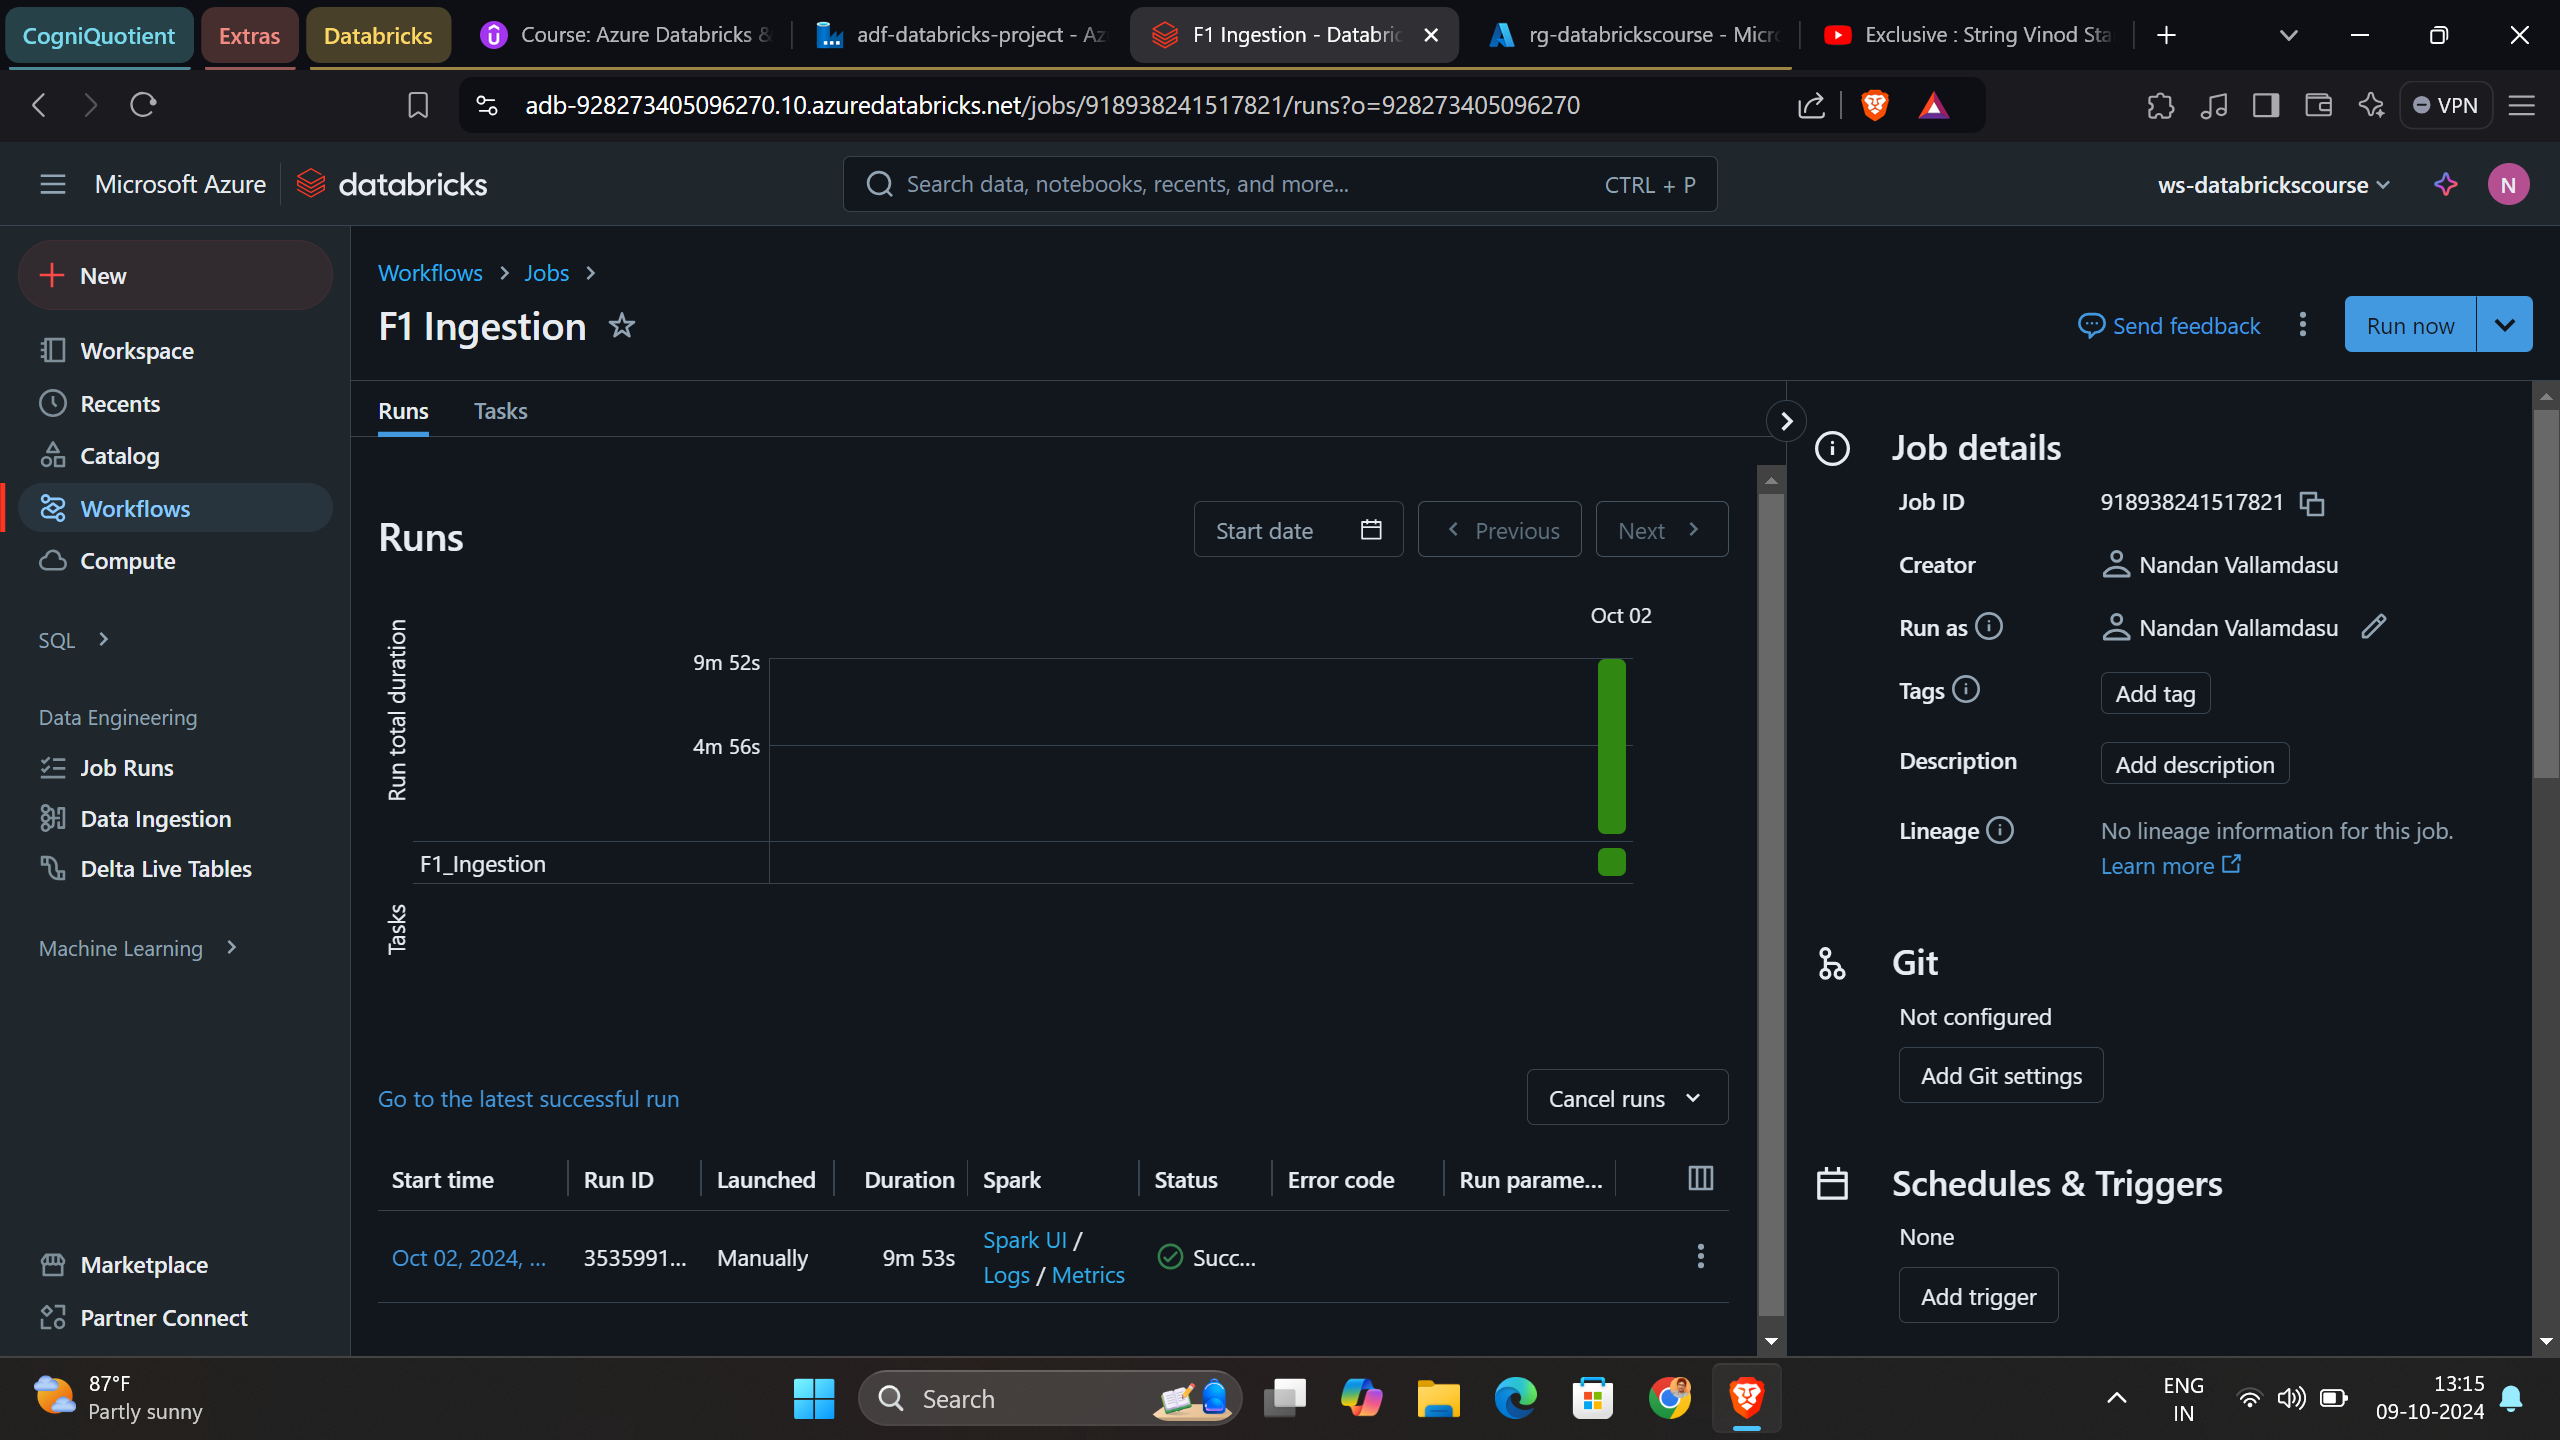 CogniQuotient
Extras
Databricks
Course: Azure Databricks &
adf-databricks-project - Az
F1 Ingestion - Databric
rg-databrickscourse - Micro
Exclusive : String Vinod Sta
adb-928273405096270.10.azuredatabricks.net/jobs/918938241517821/runs?o=928273405096270
VPN
Microsoft Azure
databricks
Search data, notebooks, recents, and more...
CTRL + P
ws-databrickscourse
N
New
Workspace
Recents
Catalog
Workflows
Compute
SQL
Data Engineering
Job Runs
Data Ingestion
Delta Live Tables
Machine Learning
Marketplace
Partner Connect
Workflows > Jobs >
F1 Ingestion
Send feedback
Run now
Runs
Tasks
Runs
Start date
Previous
Next
Oct 02
Run total duration
9m 52s
4m 56s
F1_Ingestion
Tasks
Go to the latest successful run
Cancel runs
Start time
Run ID
Launched
Duration
Spark
Status
Error code
Run parame...
Oct 02, 2024, ...
3535991...
Manually
9m 53s
Spark UI /
Logs / Metrics
Succ...
Job details
Job ID
918938241517821
Creator
Nandan Vallamdasu
Run as
Nandan Vallamdasu
Tags
Add tag
Description
Add description
Lineage
No lineage information for this job.
Learn more
Git
Not configured
Add Git settings
Schedules & Triggers
None
Add trigger
87°F
Partly sunny
Search
ENG
IN
13:15
09-10-2024